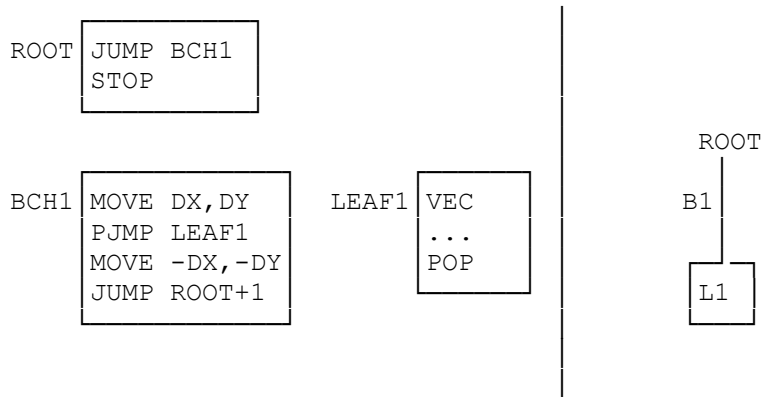 ROOT JUMP BCH1
STOP
ROOT
BCH1 MOVE DX,DY
PJMP LEAF1
MOVE -DX,-DY
JUMP ROOT+1
LEAF1 VEC
...
POP
B1
L1